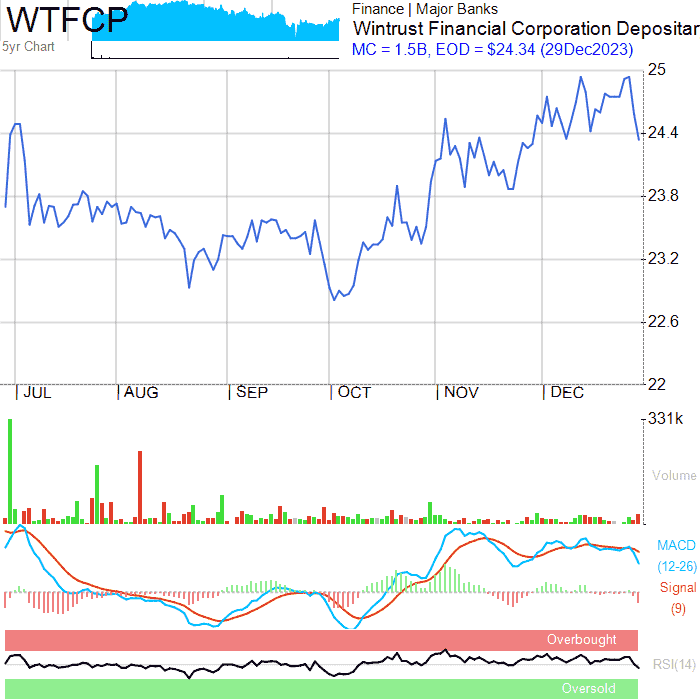 WTFCP
5yr Chart
Finance | Major Banks
Wintrust Financial Corporation Depositar
MC = 1.5B, EOD = $24.34 (29Dec2023)
25
24.4
23.8
23.2
22.6
22
JUL AUG SEP OCT NOV DEC
331k
Volume
MACD
(12-26)
Signal
(9)
Overbought
RSI(14)
Oversold